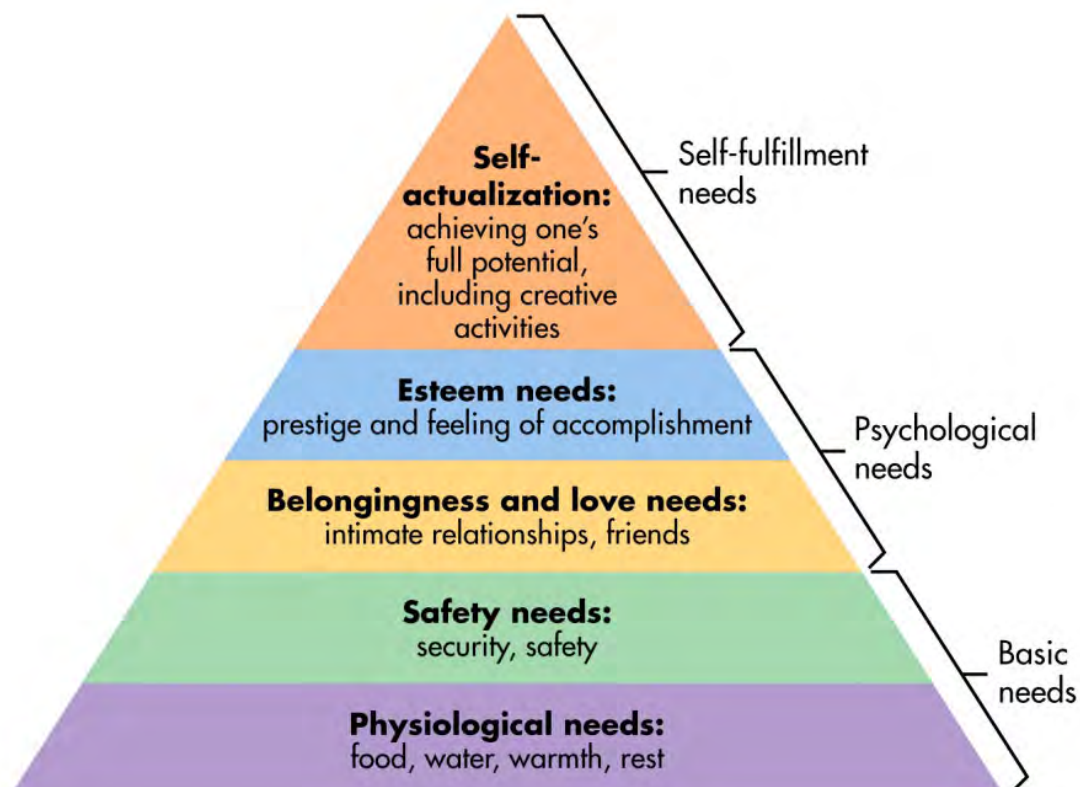 Self-
actualization:
achieving one's
full potential,
including creative
activities
Self-fulfillment
needs
Esteem needs:
prestige and feeling of accomplishment
Psychological
needs
Belongingness and love needs:
intimate relationships, friends
Safety needs:
security, safety
Basic
needs
Physiological needs:
food, water, warmth, rest